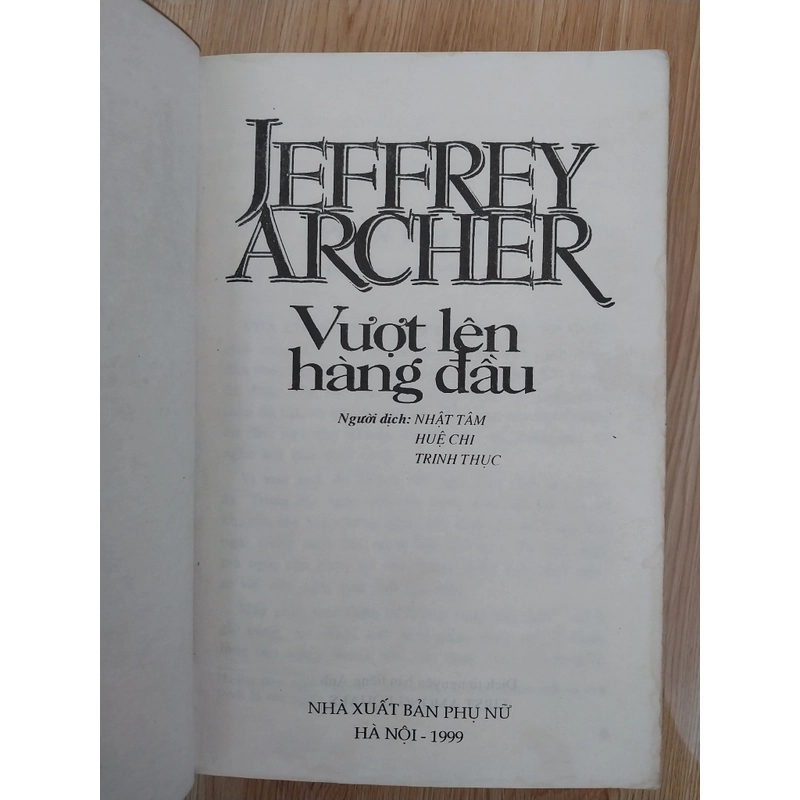 JEFFREY
ARCHER
Vượt lên
hàng đầu
Người dịch: NHẬT TÂM
HUỆ CHI
TRINH THỤC
NHÀ XUẤT BẢN PHỤ NỮ
HÀ NỘI - 1999